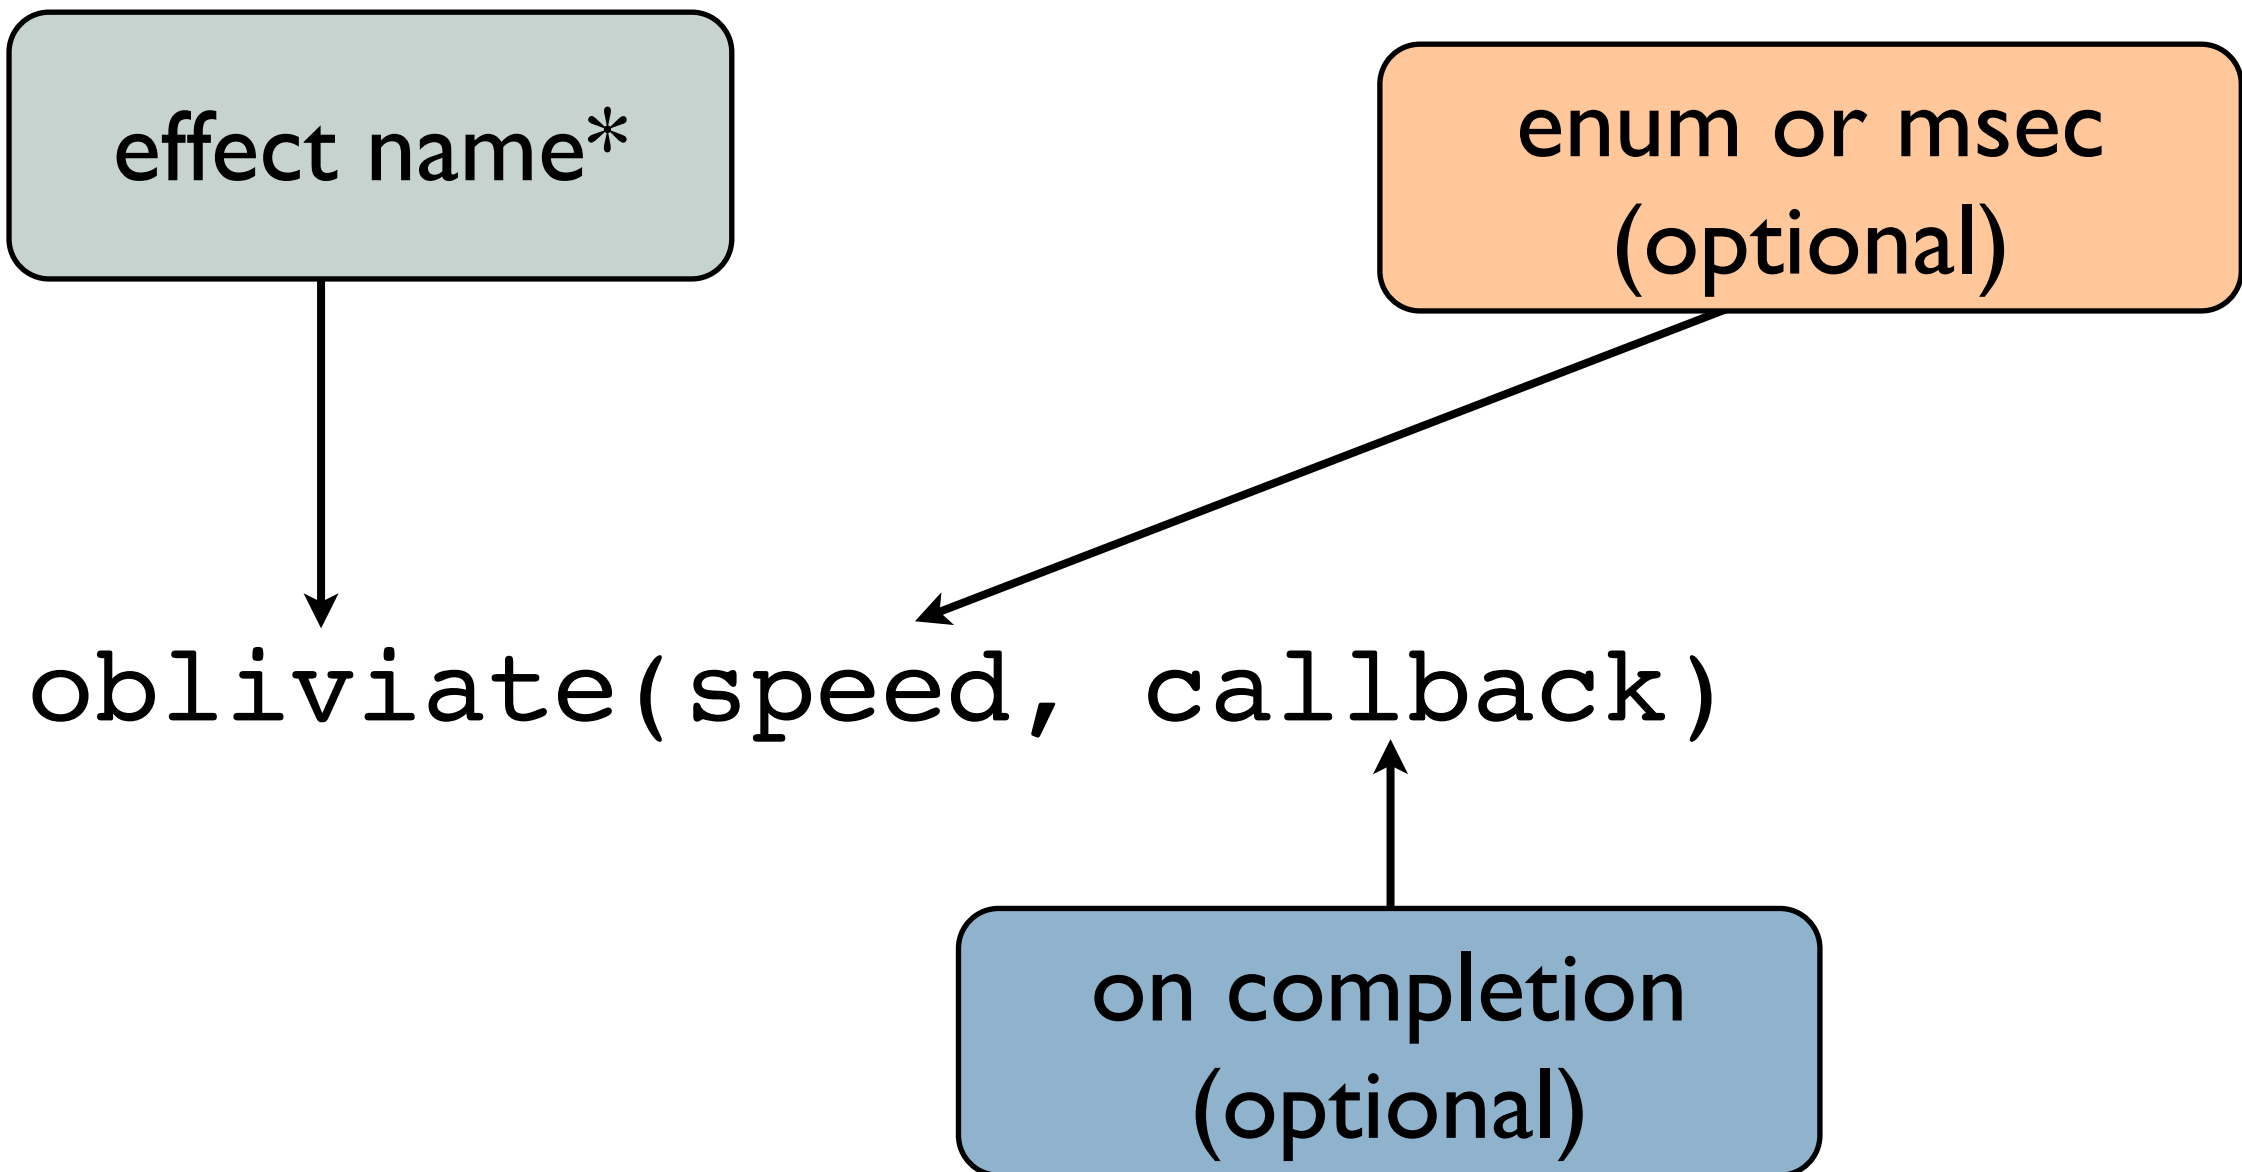 effect name*
enum or msec
(optional)
obliviate(speed, callback)
on completion
(optional)